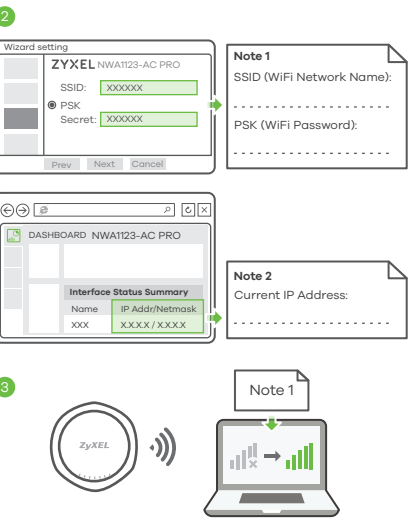 2
Wizard setting
ZYXEL NWA1123-AC PRO
SSID: XXXXXX
PSK
Secret: XXXXXX
Prev Next Cancel
Note 1
SSID (WiFi Network Name):
PSK (WiFi Password):
DASHBOARD NWA1123-AC PRO
Interface Status Summary
Name IP Addr/Netmask
XXX X.X.X.X / X.X.X.X
Note 2
Current IP Address:
3
Note 1
ZyXEL